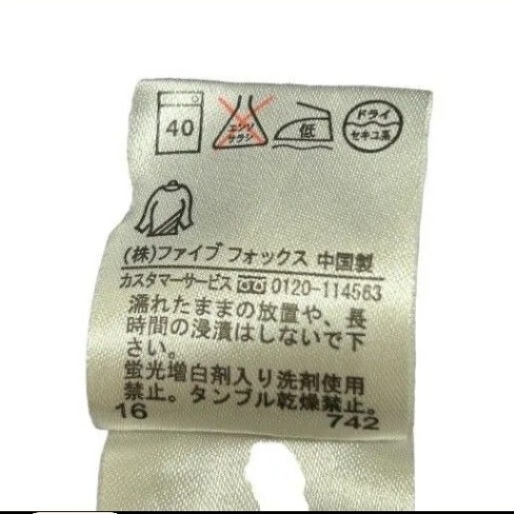 40
エンソ
サラシ
低
ドライ
セキユ系
(株)ファイブ フォックス 中国製
カスタマーサービス 0120-114563
濡れたままの放置や、長
時間の浸漬はしないで下
さい。
蛍光増白剤入り洗剤使用
禁止。タンブル乾燥禁止。
16 742